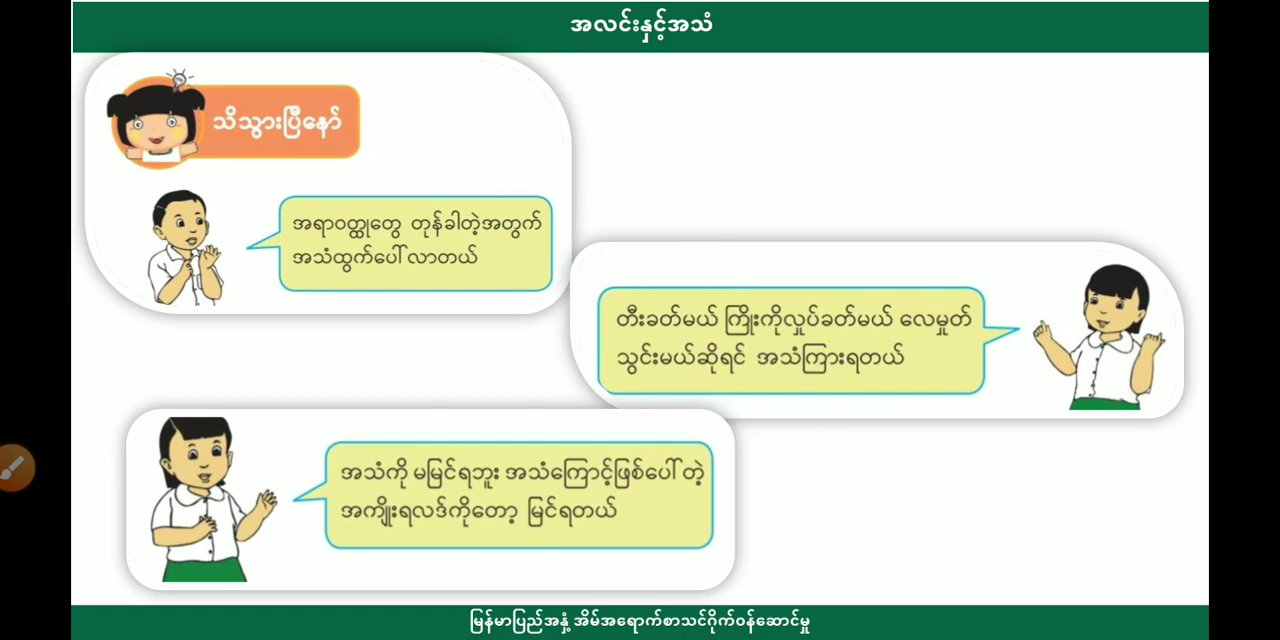 အလင်းနှင့်အသံ
သိသွားပြီနော်
အရာဝတ္ထုတွေ တုန်ခါတဲ့အတွက်
အသံထွက်ပေါ်လာတယ်
တီးခတ်မယ် ကြိုးကိုလှုပ်ခတ်မယ် လေမှုတ်
သွင်းမယ်ဆိုရင် အသံကြားရတယ်
အသံကို မမြင်ရဘူး အသံကြောင့်ဖြစ်ပေါ်တဲ့
အကျိုးရလဒ်ကိုတော့ မြင်ရတယ်
မြန်မာပြည်အနှံ့ အိမ်အရောက်စာသင်ဂိုက်ဝန်ဆောင်မှု